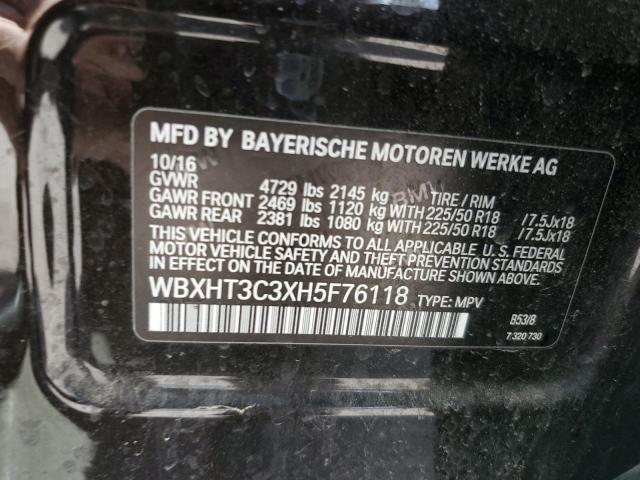 MFD BY BAYERISCHE MOTOREN WERKE AG
10/16
GVWR 4729 lbs 2145 kg TIRE / RIM
GAWR FRONT 2469 lbs 1120 kg WITH 225/50 R18 /7.5Jx18
GAWR REAR 2381 lbs 1080 kg WITH 225/50 R18 /7.5Jx18
THIS VEHICLE CONFORMS TO ALL APPLICABLE U.S. FEDERAL
MOTOR VEHICLE SAFETY STANDARDS IN EFFECT ON THE
DATE OF MANUFACTURE SHOWN ABOVE.
WBXHT3C3XH5F76118 TYPE: MPV
B53/8
7 320 730